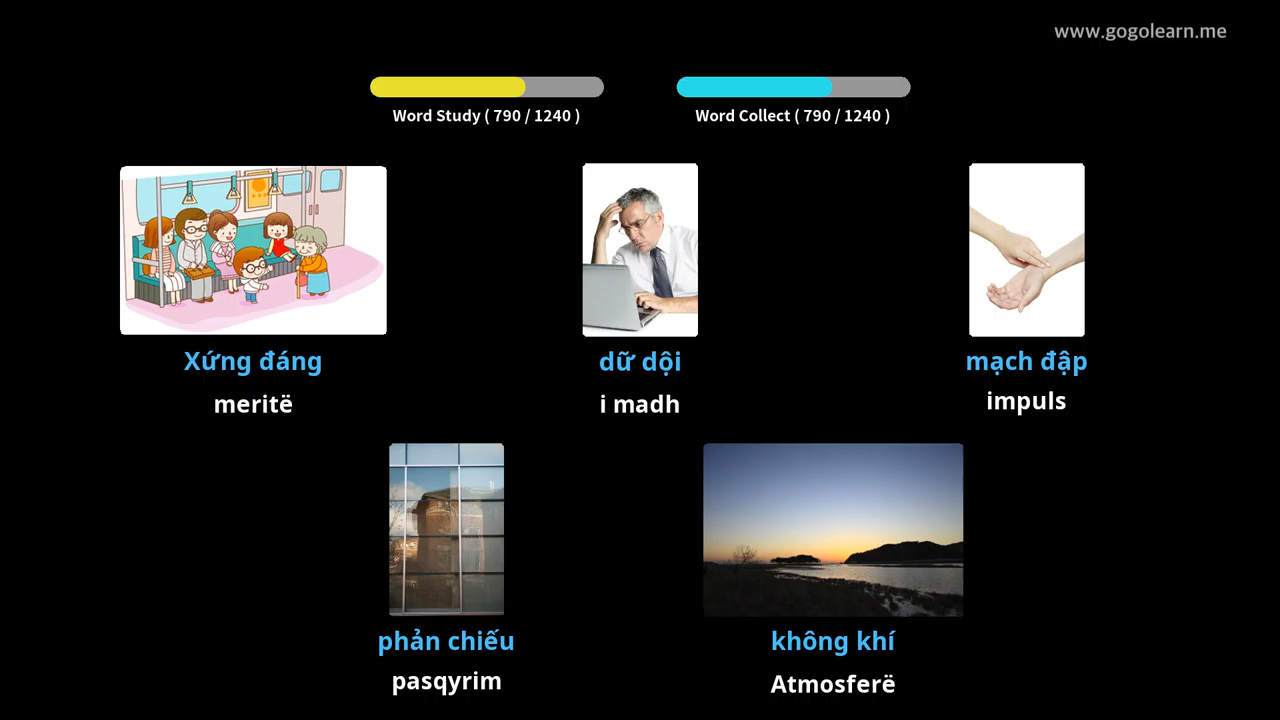 www.gogolearn.me
Word Study ( 790 / 1240 )
Word Collect ( 790 / 1240 )
Xứng đáng
meritë
dữ dội
i madh
mạch đập
impuls
phản chiếu
pasqyrim
không khí
Atmosferë